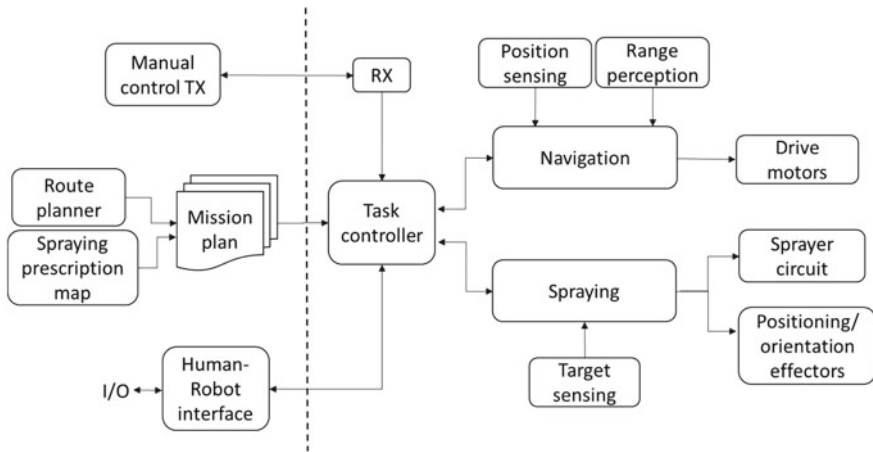 Manual
control TX
RX
Position
sensing
Range
perception
Navigation
Drive
motors
Route
planner
Spraying
prescription
map
Mission
plan
Task
controller
Sprayer
circuit
Spraying
Positioning/
orientation
effectors
Target
sensing
I/O
Human-
Robot
interface